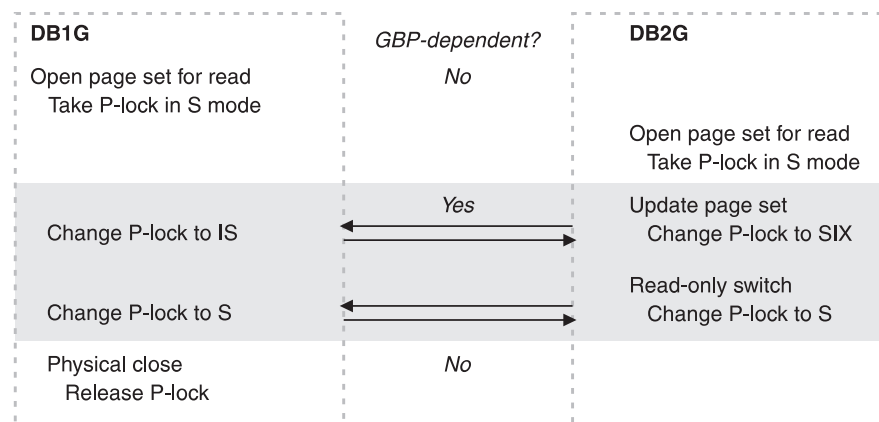 DB1G
GBP-dependent?
DB2G
Open page set for read
Take P-lock in S mode
No
Open page set for read
Take P-lock in S mode
Yes
Update page set
Change P-lock to IS
Change P-lock to SIX
Read-only switch
Change P-lock to S
Change P-lock to S
Physical close
Release P-lock
No